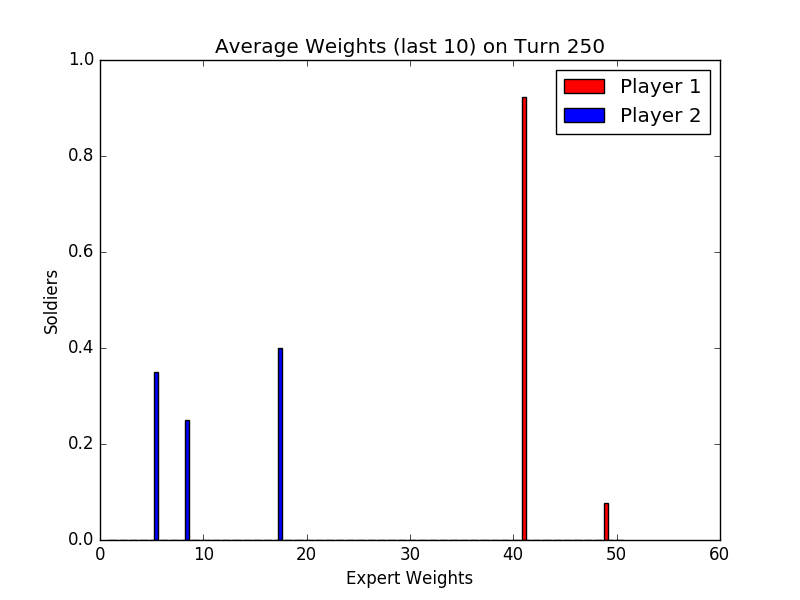 Average Weights (last 10) on Turn 250
1.0
0.8
0.6
0.4
0.2
0.0
Soldiers
Player 1
Player 2
0 10 20 30 40 50 60
Expert Weights